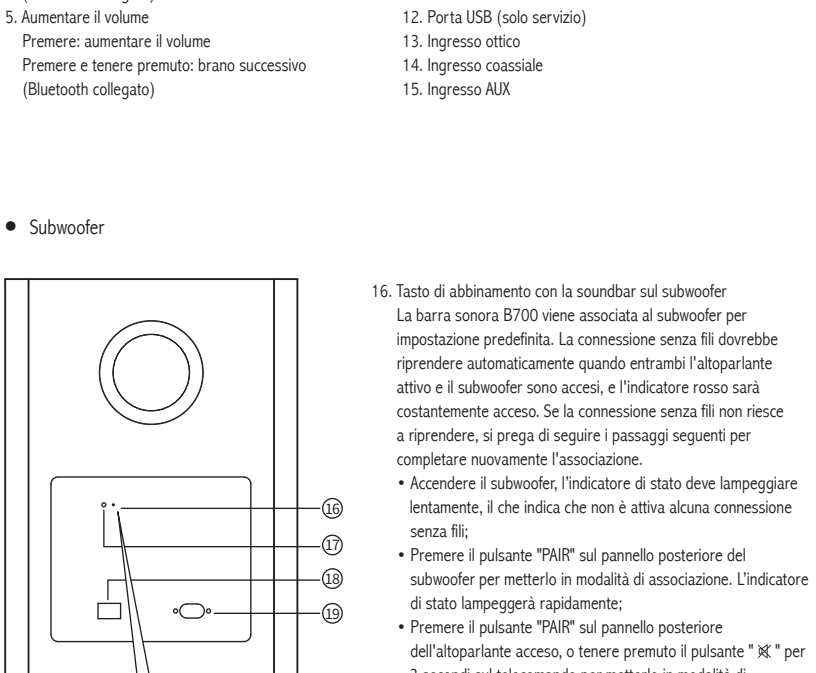 5. Aumentare il volume
Premere: aumentare il volume
Premere e tenere premuto: brano successivo
(Bluetooth collegato)
12. Porta USB (solo servizio)
13. Ingresso ottico
14. Ingresso coassiale
15. Ingresso AUX
• Subwoofer
16. Tasto di abbinamento con la soundbar sul subwoofer
La barra sonora B700 viene associata al subwoofer per
impostazione predefinita. La connessione senza fili dovrebbe
riprendere automaticamente quando entrambi l'altoparlante
attivo e il subwoofer sono accesi, e l'indicatore rosso sarà
costantemente acceso. Se la connessione senza fili non riesce
a riprendere, si prega di seguire i passaggi seguenti per
completare nuovamente l'associazione.
• Accendere il subwoofer, l’indicatore di stato deve lampeggiare
lentamente, il che indica che non è attiva alcuna connessione
senza fili;
• Premere il pulsante "PAIR" sul pannello posteriore del
subwoofer per metterlo in modalità di associazione. L’indicatore
di stato lampeggerà rapidamente;
• Premere il pulsante "PAIR" sul pannello posteriore
dell'altoparlante acceso, o tenere premuto il pulsante " " per
16
17
18
19